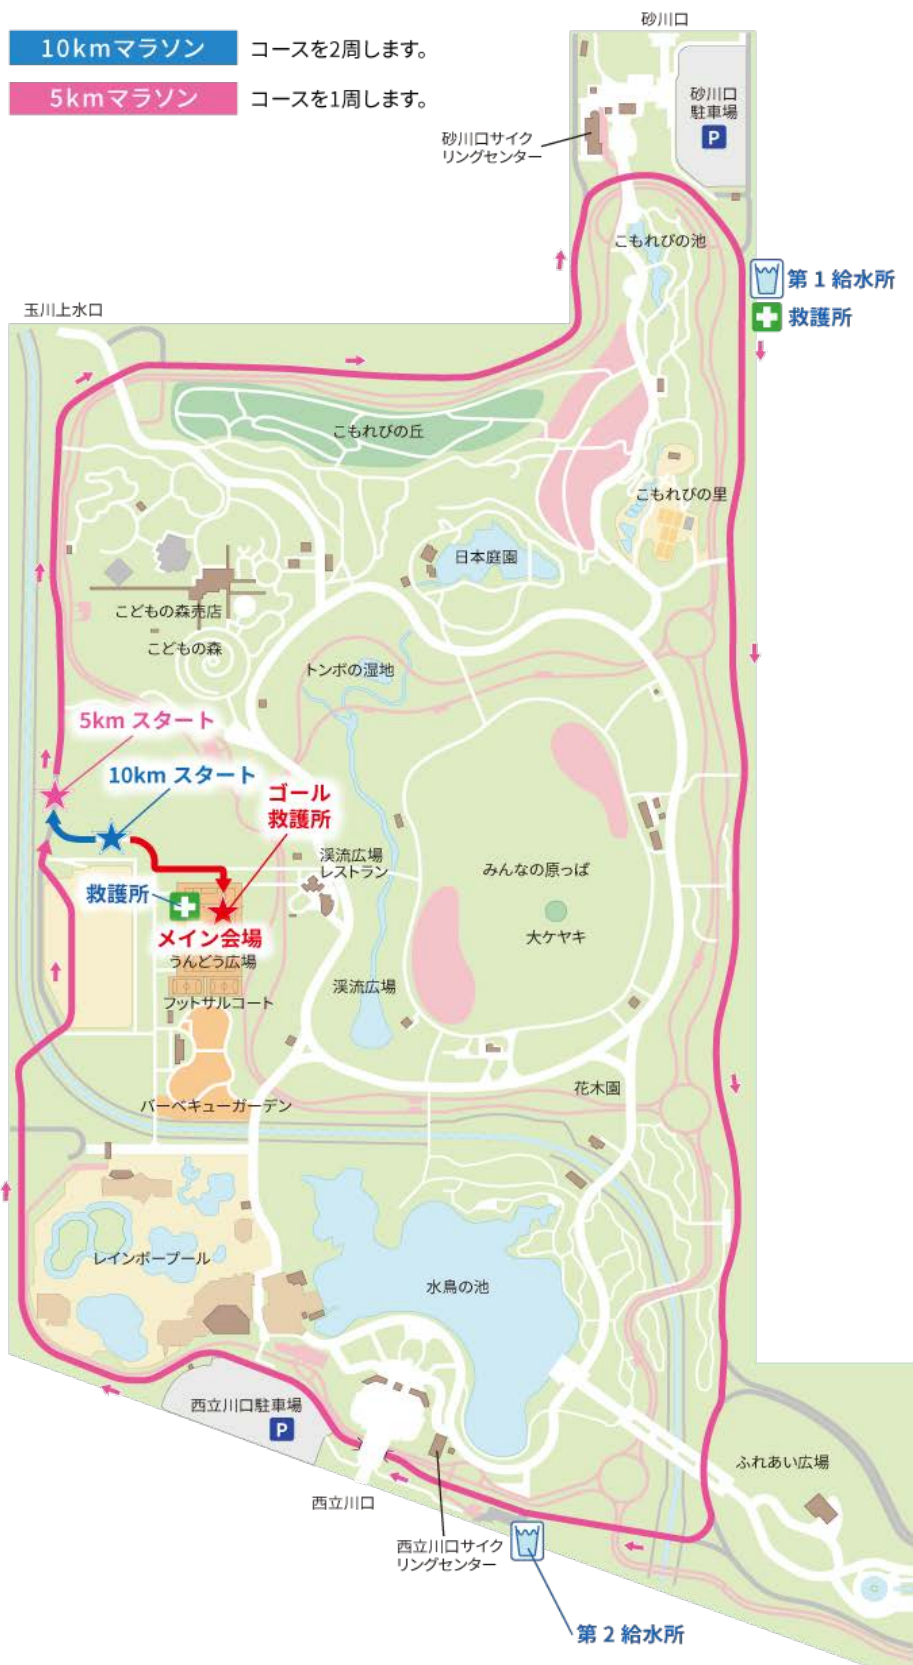 10kmマラソン コースを2周します。
5kmマラソン コースを1周します。
砂川口
砂川口
駐車場
P
砂川口サイク
リングセンター
こもれびの池
第1給水所
救護所
玉川上水口
こもれびの丘
こもれびの里
日本庭園
こどもの森売店
こどもの森
トンボの湿地
5km スタート
10km スタート
ゴール
救護所
渓流広場
レストラン
みんなの原っぱ
救護所
大ケヤキ
メイン会場
うんどう広場
渓流広場
フットサルコート
花木園
バーベキューガーデン
レインボープール
水鳥の池
西立川口駐車場
P
ふれあい広場
西立川口
西立川口サイク
リングセンター
第2給水所